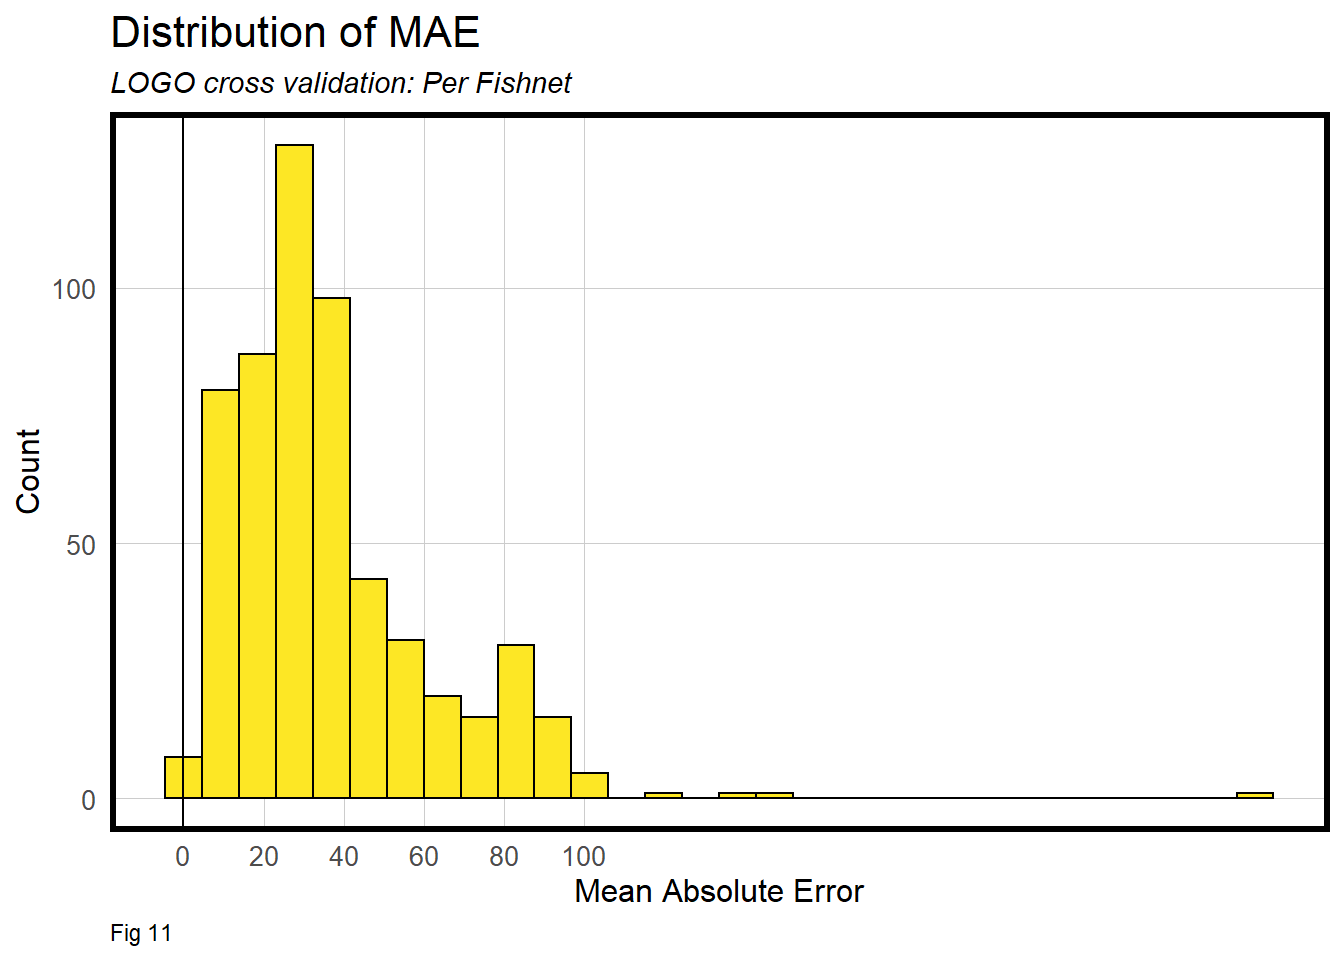 Distribution of MAE
LOGO cross validation: Per Fishnet
Count
100
50
0
0 20 40 60 80 100
Mean Absolute Error
Fig 11